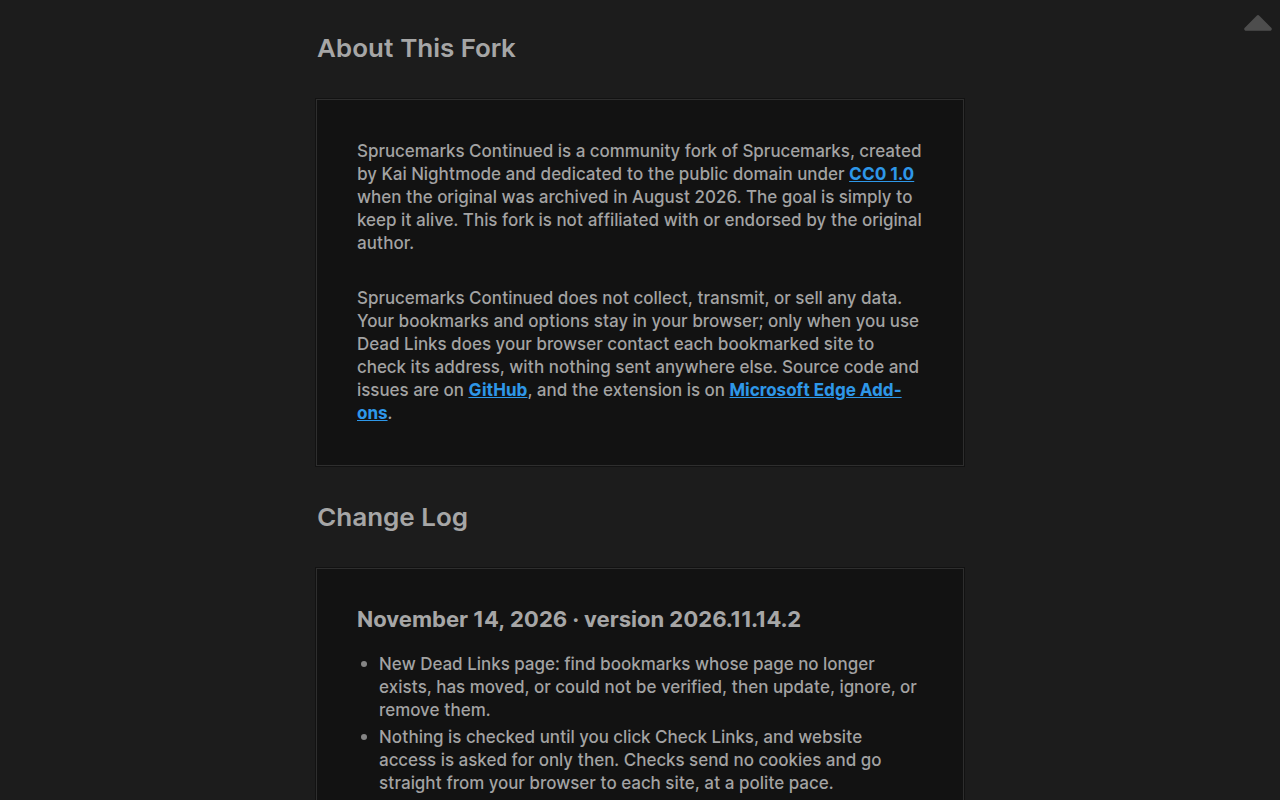 About This Fork
Sprucemarks Continued is a community fork of Sprucemarks, created
by Kai Nightmode and dedicated to the public domain under CC0 1.0
when the original was archived in August 2026. The goal is simply to
keep it alive. This fork is not affiliated with or endorsed by the original
author.
Sprucemarks Continued does not collect, transmit, or sell any data.
Your bookmarks and options stay in your browser; only when you use
Dead Links does your browser contact each bookmarked site to
check its address, with nothing sent anywhere else. Source code and
issues are on GitHub, and the extension is on Microsoft Edge Add-
ons.
Change Log
November 14, 2026 · version 2026.11.14.2
• New Dead Links page: find bookmarks whose page no longer
exists, has moved, or could not be verified, then update, ignore, or
remove them.
• Nothing is checked until you click Check Links, and website
access is asked for only then. Checks send no cookies and go
straight from your browser to each site, at a polite pace.